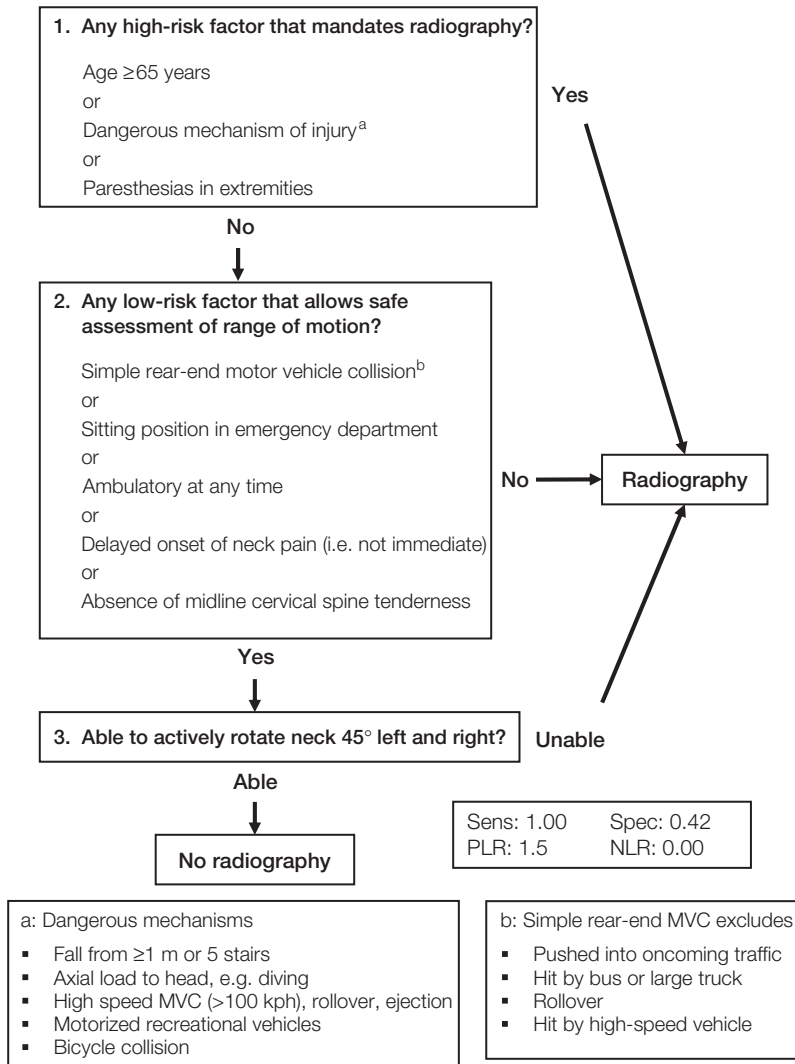 1. Any high-risk factor that mandates radiography?
Age ≥65 years
or
Dangerous mechanism of injuryᵃ
or
Paresthesias in extremities
Yes
No
2. Any low-risk factor that allows safe
assessment of range of motion?
Simple rear-end motor vehicle collisionᵇ
or
Sitting position in emergency department
or
Ambulatory at any time
or
Delayed onset of neck pain (i.e. not immediate)
or
Absence of midline cervical spine tenderness
No
Radiography
Yes
3. Able to actively rotate neck 45° left and right?
Unable
Able
No radiography
Sens: 1.00 Spec: 0.42
PLR: 1.5 NLR: 0.00
a: Dangerous mechanisms
▪ Fall from ≥1 m or 5 stairs
▪ Axial load to head, e.g. diving
▪ High speed MVC (>100 kph), rollover, ejection
▪ Motorized recreational vehicles
▪ Bicycle collision
b: Simple rear-end MVC excludes
▪ Pushed into oncoming traffic
▪ Hit by bus or large truck
▪ Rollover
▪ Hit by high-speed vehicle